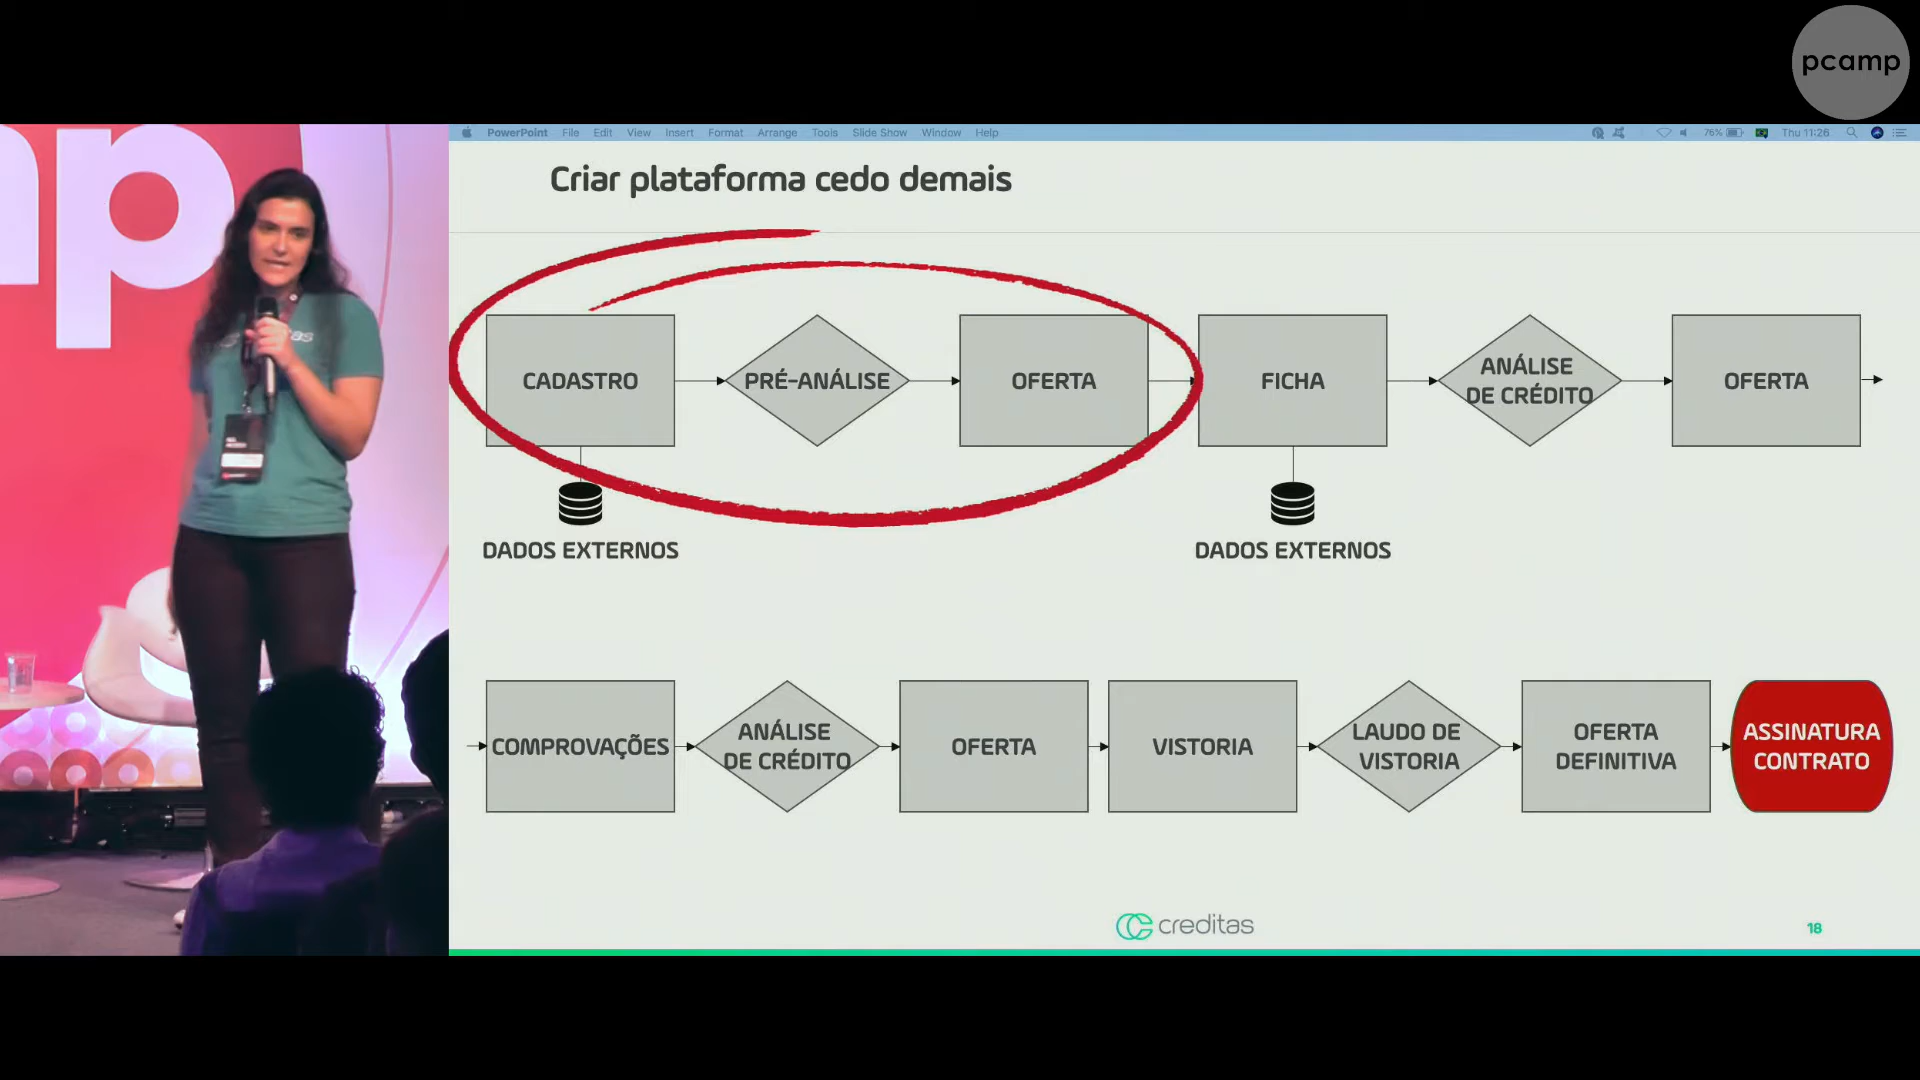 pcamp
PowerPoint File Edit View Insert Format Arrange Tools Slide Show Window Help
76% Thu 11:26
Criar plataforma cedo demais
CADASTRO
PRÉ-ANÁLISE
OFERTA
FICHA
ANÁLISE
DE CRÉDITO
OFERTA
DADOS EXTERNOS
DADOS EXTERNOS
COMPROVAÇÕES
ANÁLISE
DE CRÉDITO
OFERTA
VISTORIA
LAUDO DE
VISTORIA
OFERTA
DEFINITIVA
ASSINATURA
CONTRATO
creditas
18